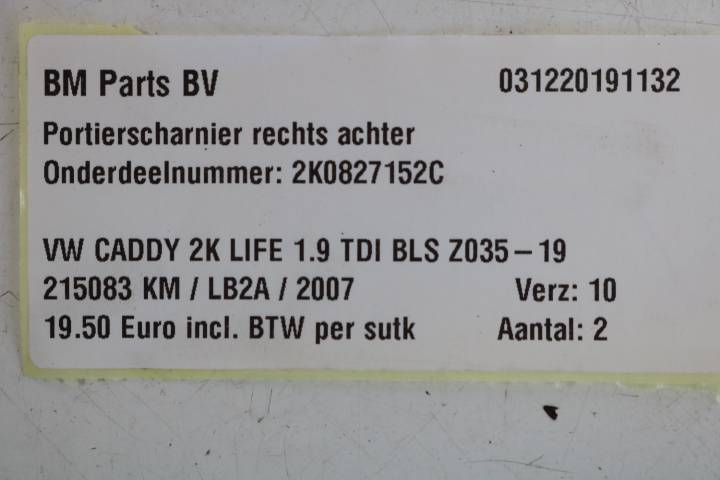 BM Parts BV 031220191132
Portierscharnier rechts achter
Onderdeelnummer: 2K0827152C
VW CADDY 2K LIFE 1.9 TDI BLS Z035-19
215083 KM / LB2A / 2007 Verz: 10
19.50 Euro incl. BTW per sutk Aantal: 2